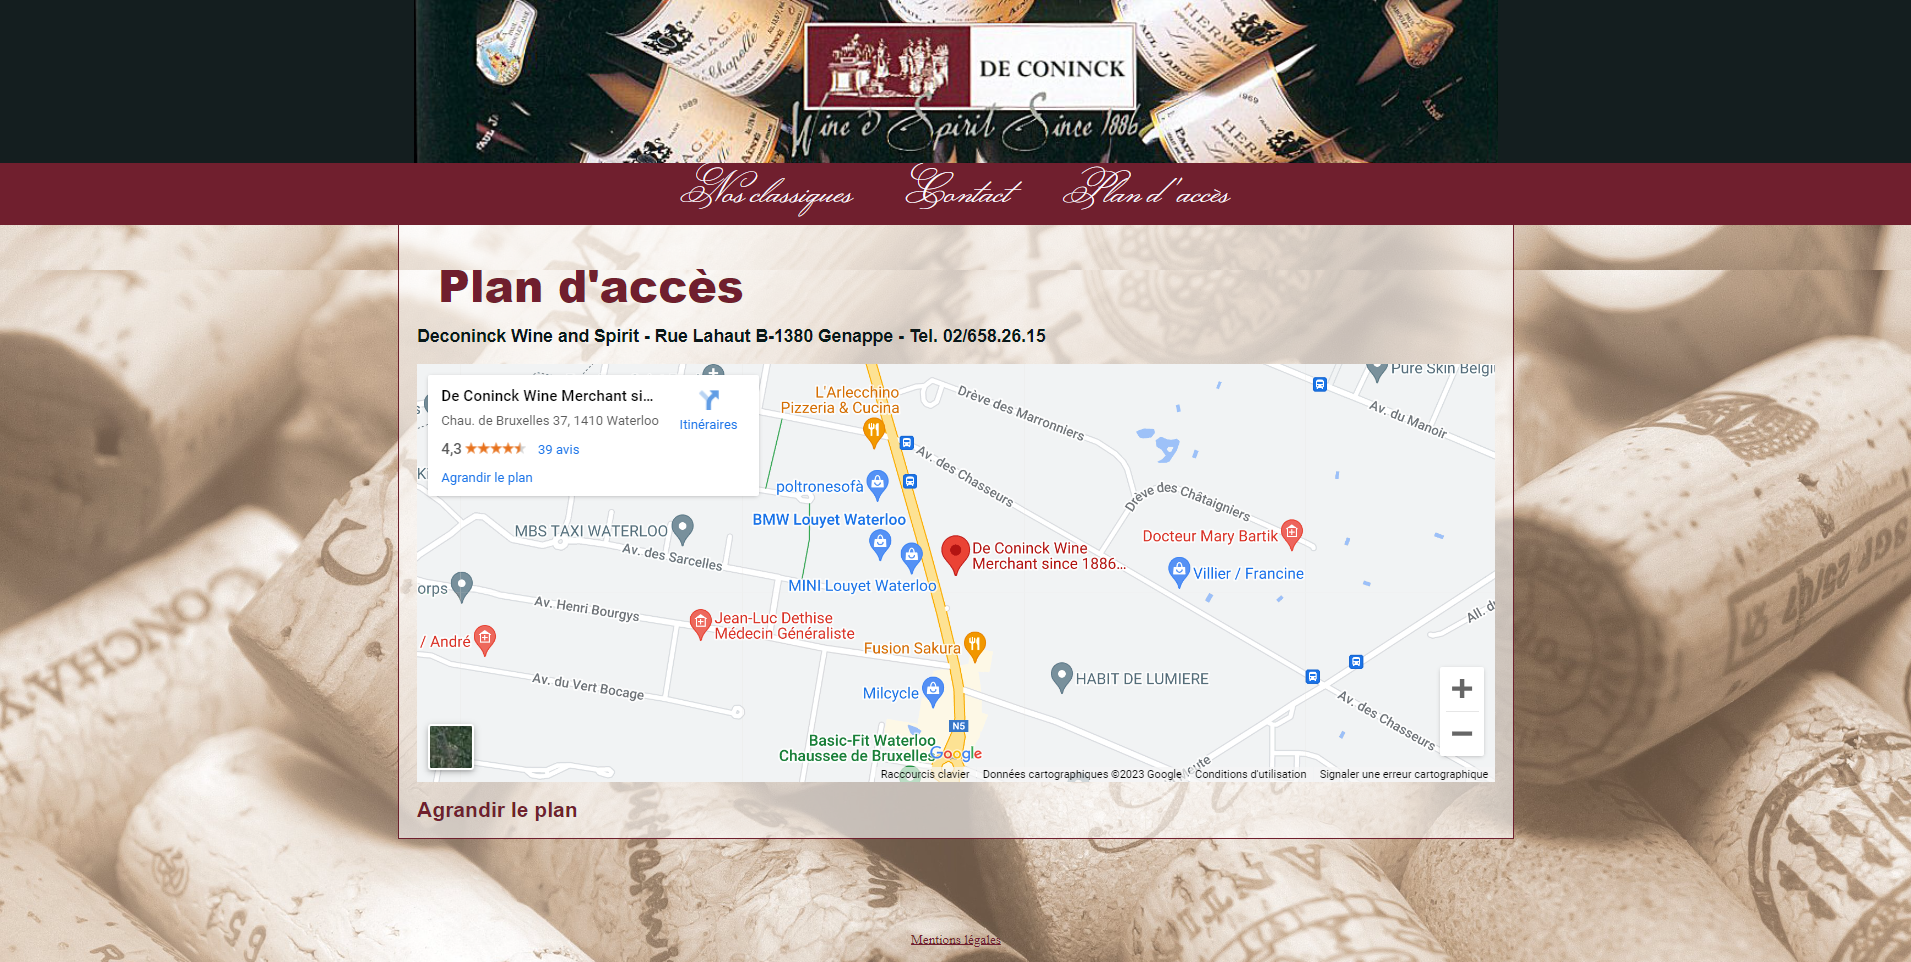 DE CONINCK
Wine & Spirit Since 1886
1989
1969
Nos classiques
Contact
Plan d'accès
Plan d'accès
Deconinck Wine and Spirit - Rue Lahaut B-1380 Genappe - Tel. 02/658.26.15
De Coninck Wine Merchant si...
Chau. de Bruxelles 37, 1410 Waterloo
4,3
39 avis
Agrandir le plan
Itinéraires
L'Arlecchino
Pizzeria & Cucina
Drève des Marronniers
Pure Skin Belgi
Av. du Manoir
Av. des Chasseurs
poltronesofà
Drève des Châtaigniers
BMW Louyet Waterloo
MBS TAXI WATERLOO
Av. des Sarcelles
Docteur Mary Bartik
De Coninck Wine
Merchant since 1886...
Villier / Francine
MINI Louyet Waterloo
orps
Av. Henri Bourgys
All. d
Jean-Luc Dethise
Médecin Généraliste
/ André
Fusion Sakura
HABIT DE LUMIERE
Av. du Vert Bocage
Milcycle
Av. des Chasseurs
N5
Basic-Fit Waterloo
Chaussee de Bruxelles
Google
Raccourcis clavier
Données cartographiques ©2023 Google
Conditions d'utilisation
Signaler une erreur cartographique
Agrandir le plan
Mentions légales